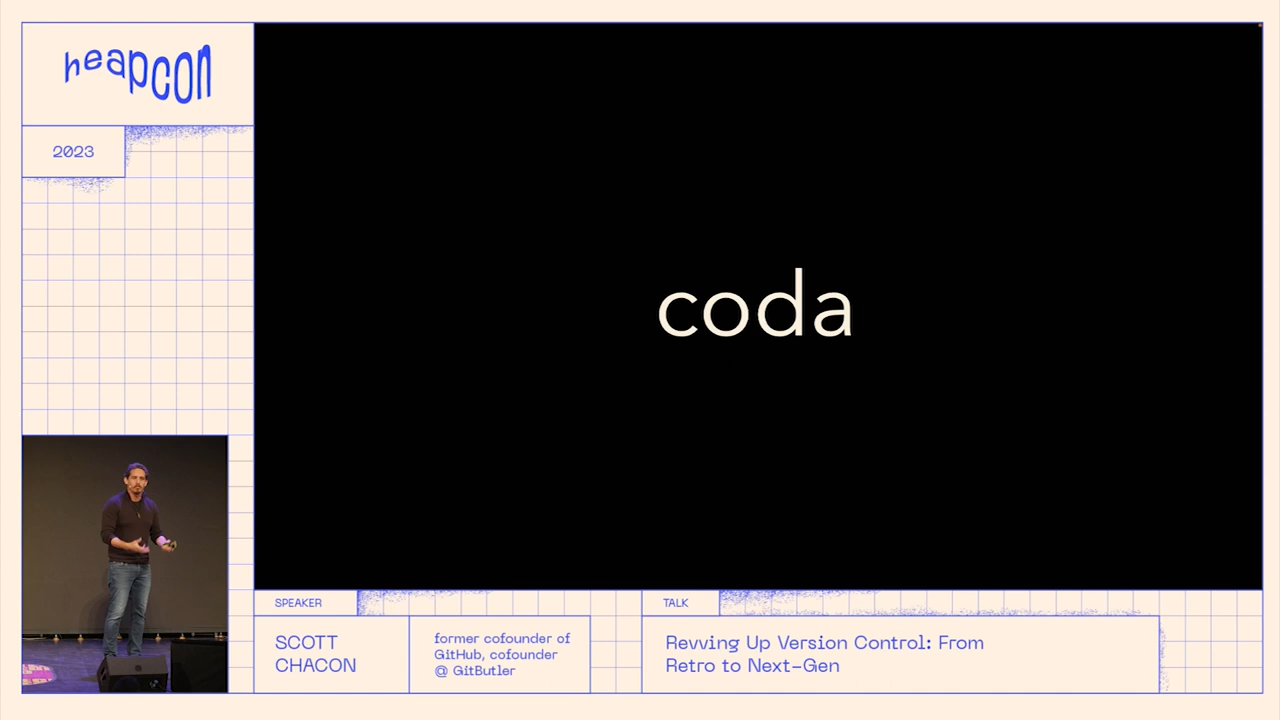 heapcon
2023
coda
SPEAKER
SCOTT
CHACON
former cofounder of
GitHub, cofounder
@ GitButler
TALK
Revving Up Version Control: From
Retro to Next-Gen